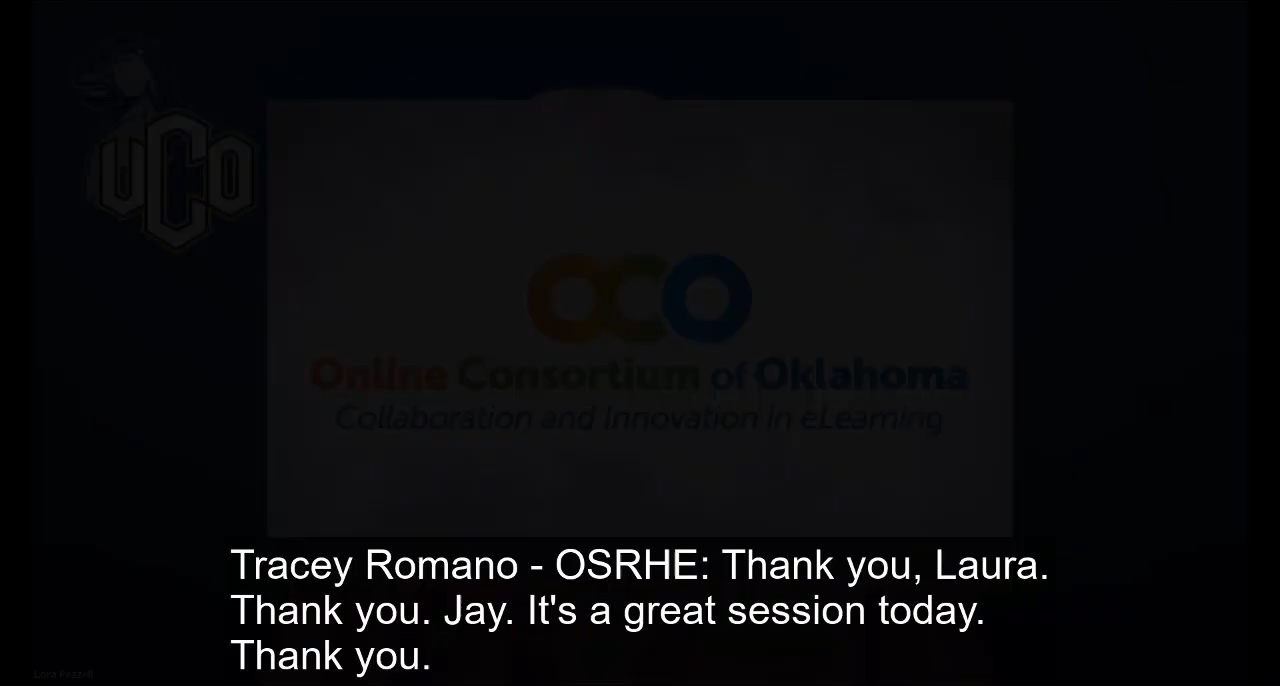 UCO
OCO
Online Consortium of Oklahoma
Collaboration and Innovation in eLearning
Tracey Romano - OSRHE: Thank you, Laura.
Thank you. Jay. It's a great session today.
Thank you.